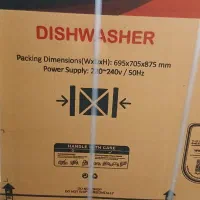 DISHWASHER
Packing Dimensions(WxDxH): 695x705x875 mm
Power Supply: 220~240v / 50Hz
HANDLE WITH CARE